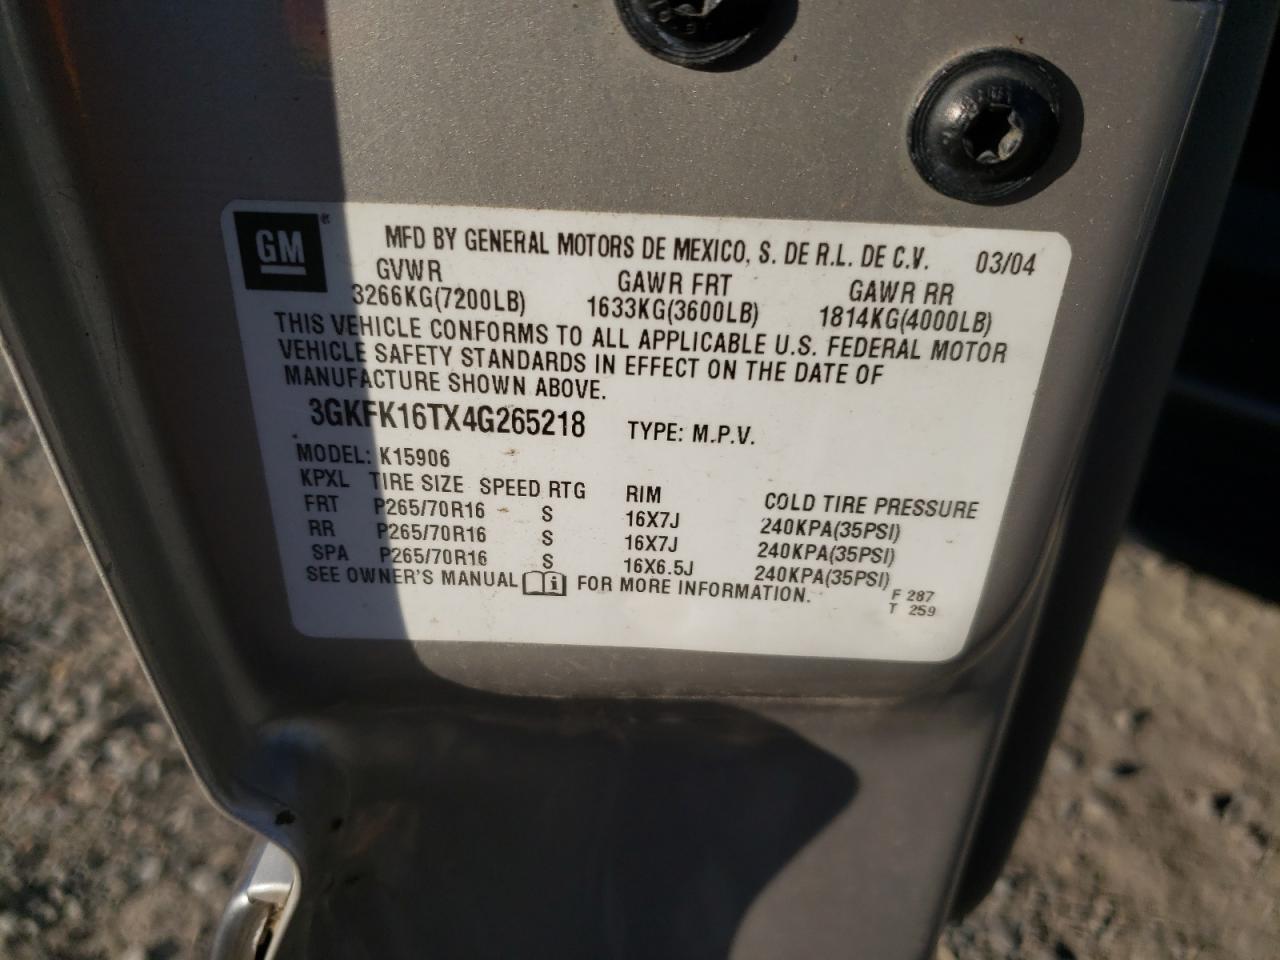 GM® MFD BY GENERAL MOTORS DE MEXICO, S. DE R.L. DE C.V. 03/04
GVWR GAWR FRT GAWR RR
3266KG(7200LB) 1633KG(3600LB) 1814KG(4000LB)
THIS VEHICLE CONFORMS TO ALL APPLICABLE U.S. FEDERAL MOTOR
VEHICLE SAFETY STANDARDS IN EFFECT ON THE DATE OF
MANUFACTURE SHOWN ABOVE.
3GKFK16TX4G265218 TYPE: M.P.V.
MODEL: K15906
KPXL TIRE SIZE SPEED RTG RIM COLD TIRE PRESSURE
FRT P265/70R16 S 16X7J 240KPA(35PSI)
RR P265/70R16 S 16X7J 240KPA(35PSI)
SPA P265/70R16 S 16X6.5J 240KPA(35PSI)
SEE OWNER'S MANUAL FOR MORE INFORMATION.
F 287
T 259